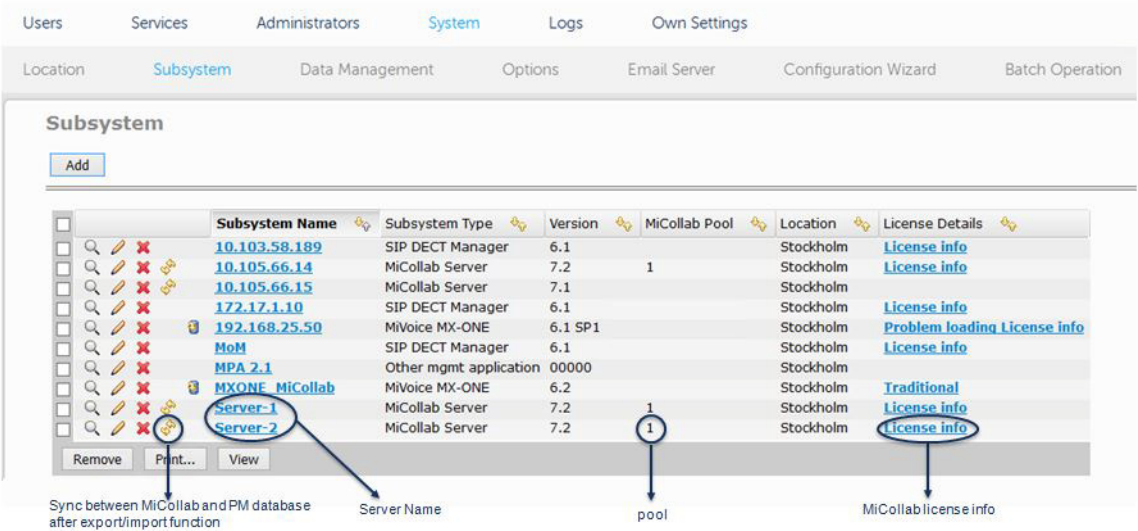 Users Services Administrators System Logs Own Settings
Location Subsystem Data Management Options Email Server Configuration Wizard Batch Operation
Subsystem
Add
Subsystem Name Subsystem Type Version MiCollab Pool Location License Details
10.103.58.189 SIP DECT Manager 6.1 Stockholm License info
10.105.66.14 MiCollab Server 7.2 1 Stockholm License info
10.105.66.15 MiCollab Server 7.1 Stockholm
172.17.1.10 SIP DECT Manager 6.1 Stockholm License info
192.168.25.50 MiVoice MX-ONE 6.1 SP1 Stockholm Problem loading License info
MoM SIP DECT Manager 6.1 Stockholm License info
MPA 2.1 Other mgmt application 00000 Stockholm
MXONE_MiCollab MiVoice MX-ONE 6.2 Stockholm Traditional
Server-1 MiCollab Server 7.2 1 Stockholm License info
Server-2 MiCollab Server 7.2 1 Stockholm License info
Remove Print... View
Sync between MiCollab and PM database
after export/import function
Server Name
pool
MiCollab license info